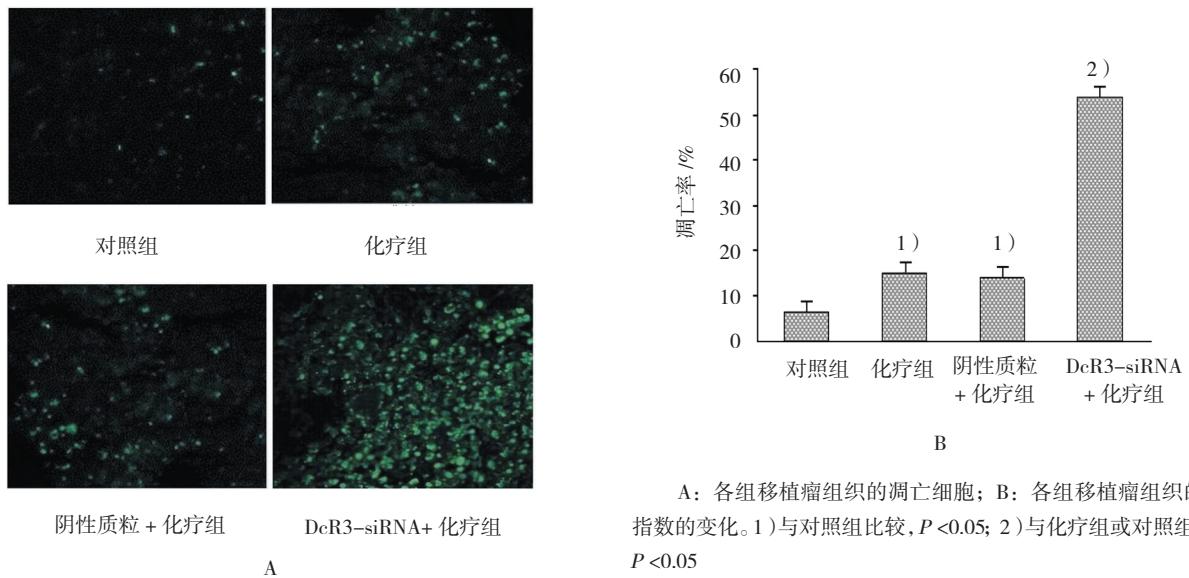 对照组
化疗组
阴性质粒 + 化疗组
DcR3-siRNA+ 化疗组
A
凋亡率 /%
60
50
40
30
20
10
0
1）
1）
2）
对照组
化疗组
阴性质粒
+ 化疗组
DcR3-siRNA
+ 化疗组
B
A：各组移植瘤组织的凋亡细胞；B：各组移植瘤组织的
指数的变化。1）与对照组比较，P <0.05；2）与化疗组或对照组
P <0.05